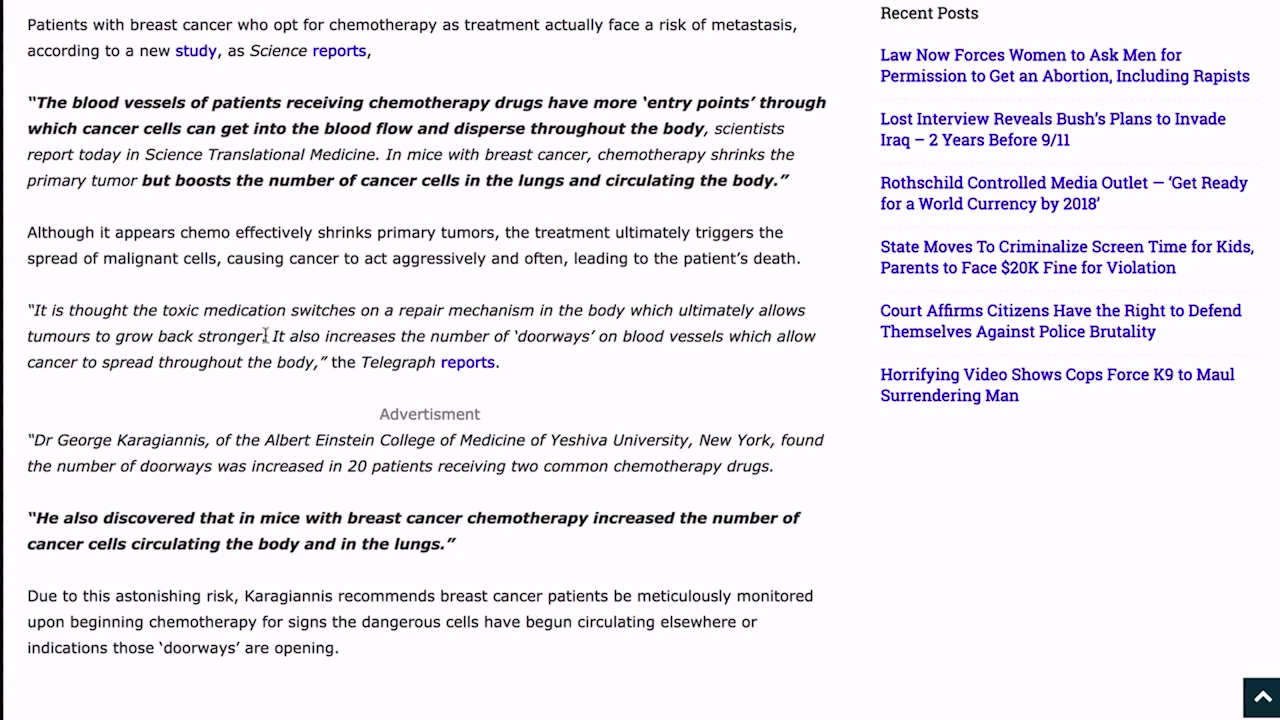 Patients with breast cancer who opt for chemotherapy as treatment actually face a risk of metastasis,
according to a new study, as Science reports,
“The blood vessels of patients receiving chemotherapy drugs have more ‘entry points’ through
which cancer cells can get into the blood flow and disperse throughout the body, scientists
report today in Science Translational Medicine. In mice with breast cancer, chemotherapy shrinks the
primary tumor but boosts the number of cancer cells in the lungs and circulating the body.”
Although it appears chemo effectively shrinks primary tumors, the treatment ultimately triggers the
spread of malignant cells, causing cancer to act aggressively and often, leading to the patient’s death.
“It is thought the toxic medication switches on a repair mechanism in the body which ultimately allows
tumours to grow back stronger. It also increases the number of ‘doorways’ on blood vessels which allow
cancer to spread throughout the body,” the Telegraph reports.
Advertisment
“Dr George Karagiannis, of the Albert Einstein College of Medicine of Yeshiva University, New York, found
the number of doorways was increased in 20 patients receiving two common chemotherapy drugs.
“He also discovered that in mice with breast cancer chemotherapy increased the number of
cancer cells circulating the body and in the lungs.”
Due to this astonishing risk, Karagiannis recommends breast cancer patients be meticulously monitored
upon beginning chemotherapy for signs the dangerous cells have begun circulating elsewhere or
indications those ‘doorways’ are opening.
Recent Posts
Law Now Forces Women to Ask Men for
Permission to Get an Abortion, Including Rapists
Lost Interview Reveals Bush’s Plans to Invade
Iraq – 2 Years Before 9/11
Rothschild Controlled Media Outlet — ‘Get Ready
for a World Currency by 2018’
State Moves To Criminalize Screen Time for Kids,
Parents to Face $20K Fine for Violation
Court Affirms Citizens Have the Right to Defend
Themselves Against Police Brutality
Horrifying Video Shows Cops Force K9 to Maul
Surrendering Man